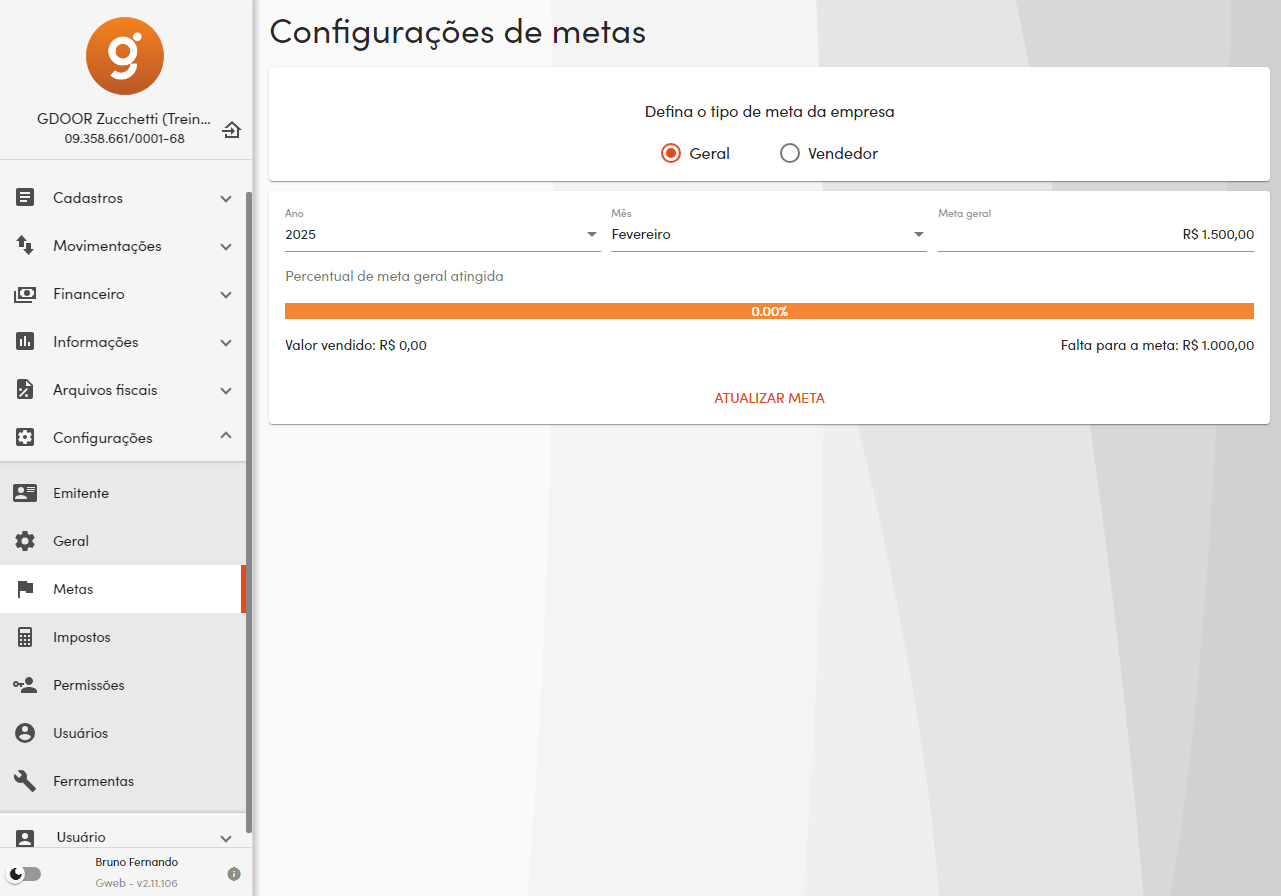 g
GDOOR Zucchetti (Trein...
09.358.661/0001-68
Cadastros
Movimentações
Financeiro
Informações
Arquivos fiscais
Configurações
Emitente
Geral
Metas
Impostos
Permissões
Usuários
Ferramentas
Usuário
Bruno Fernando
Gweb - v2.11.106
Configurações de metas
Defina o tipo de meta da empresa
Geral Vendedor
Ano Mês Meta geral
2025 Fevereiro R$ 1.500,00
Percentual de meta geral atingida
0.00%
Valor vendido: R$ 0,00 Falta para a meta: R$ 1.000,00
ATUALIZAR META